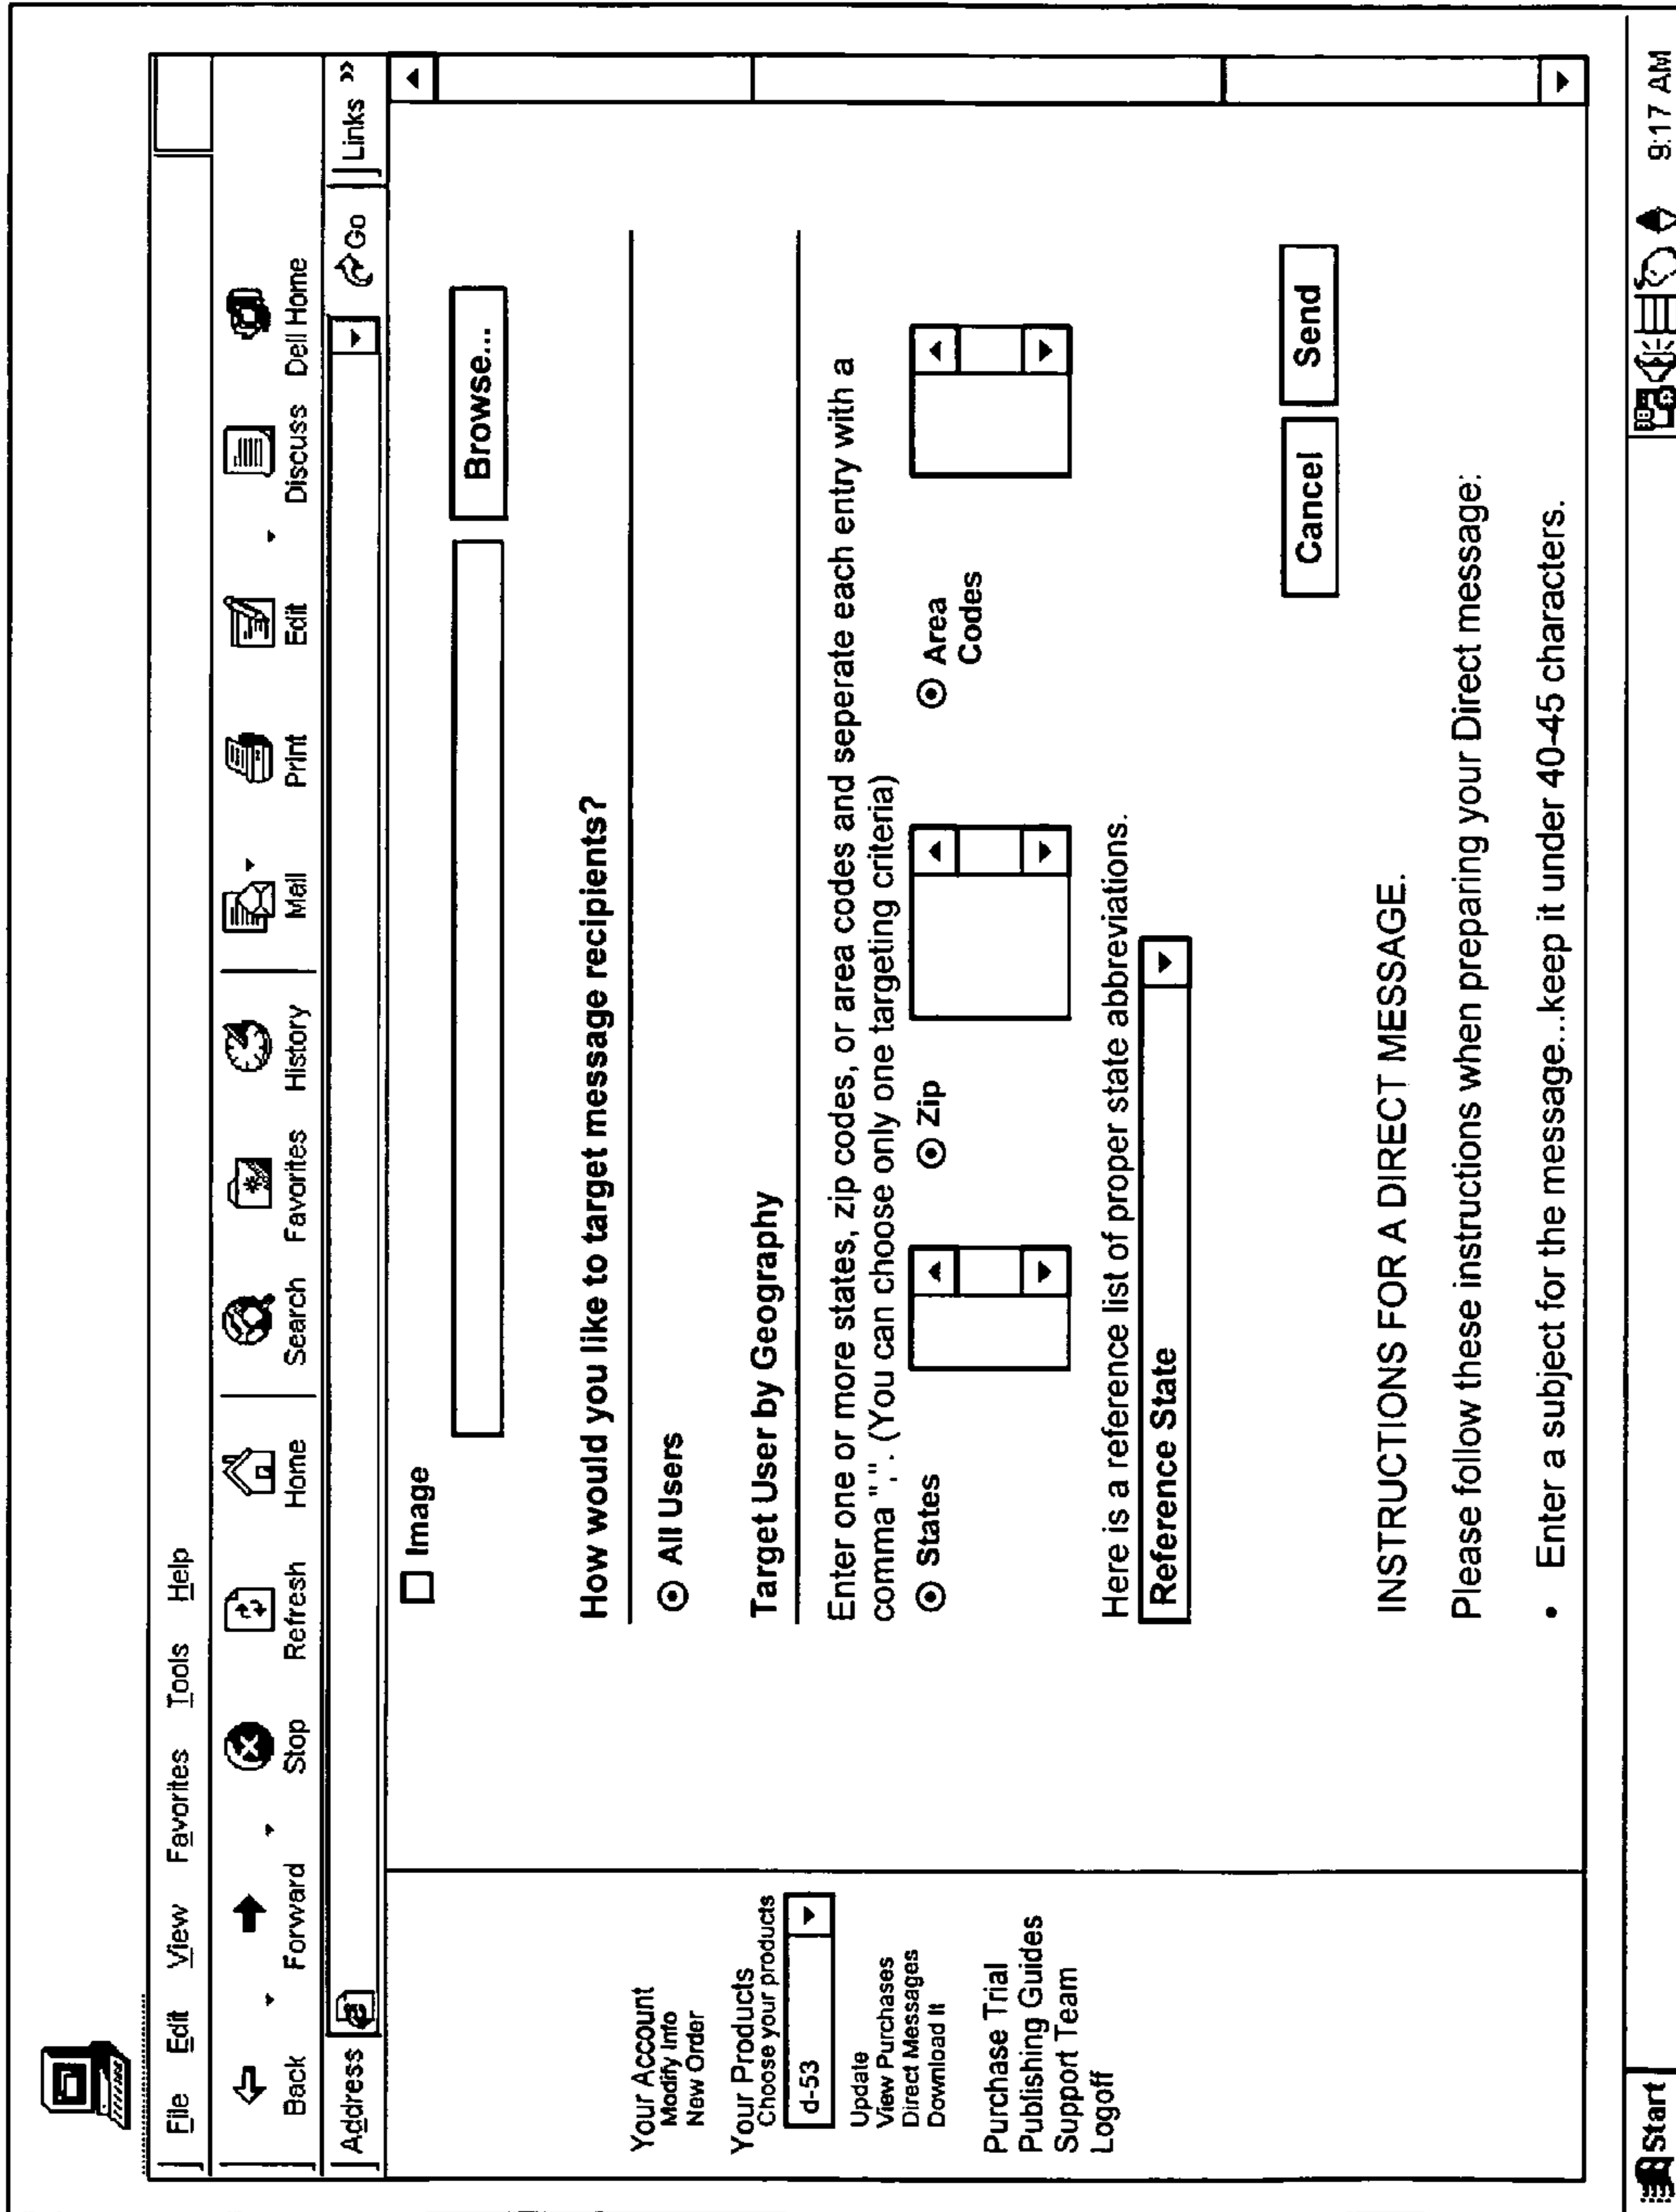 File Edit View Favorites Tools Help
Back Forward Stop Refresh Home Search Favorites History Mail Print Edit Discuss Dell Home
Address Go Links »
Your Account
Modify Info
New Order
Your Products
Choose your products
d-53
Update
View Purchases
Direct Messages
Download It
Purchase Trial
Publishing Guides
Support Team
Logoff
Image
Browse...
How would you like to target message recipients?
All Users
Target User by Geography
Enter one or more states, zip codes, or area codes and seperate each entry with a
comma ",". (You can choose only one targeting criteria)
States Zip Area
Codes
Here is a reference list of proper state abbreviations.
Reference State
Cancel Send
INSTRUCTIONS FOR A DIRECT MESSAGE.
Please follow these instructions when preparing your Direct message:
• Enter a subject for the message...keep it under 40-45 characters.
Start 9:17 AM